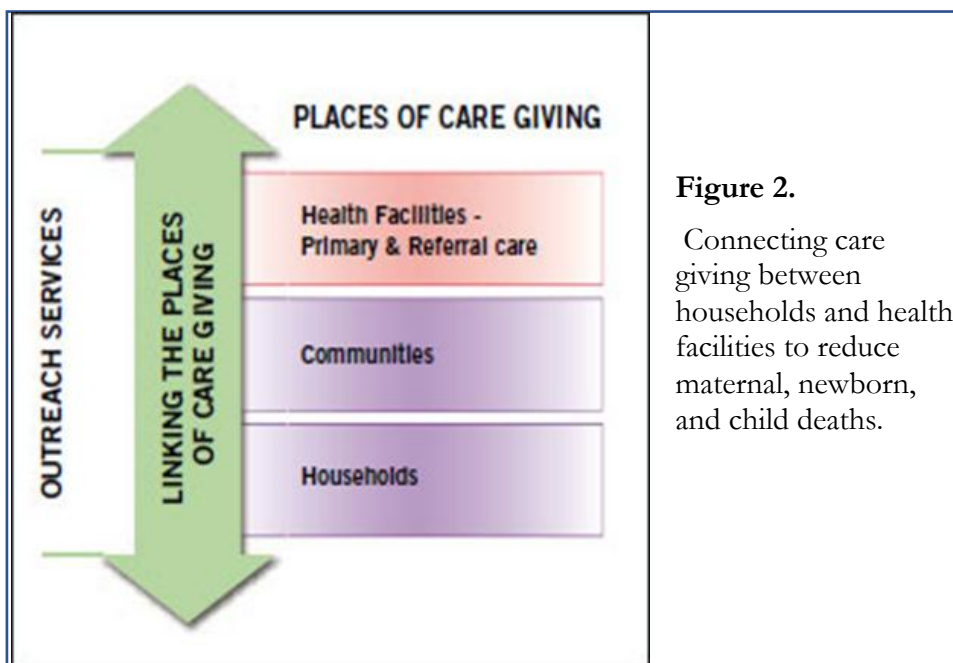 PLACES OF CARE GIVING
OUTREACH SERVICES
LINKING THE PLACES
OF CARE GIVING
Health Facilities -
Primary & Referral care
Communities
Households
Figure 2.
Connecting care
giving between
households and health
facilities to reduce
maternal, newborn,
and child deaths.